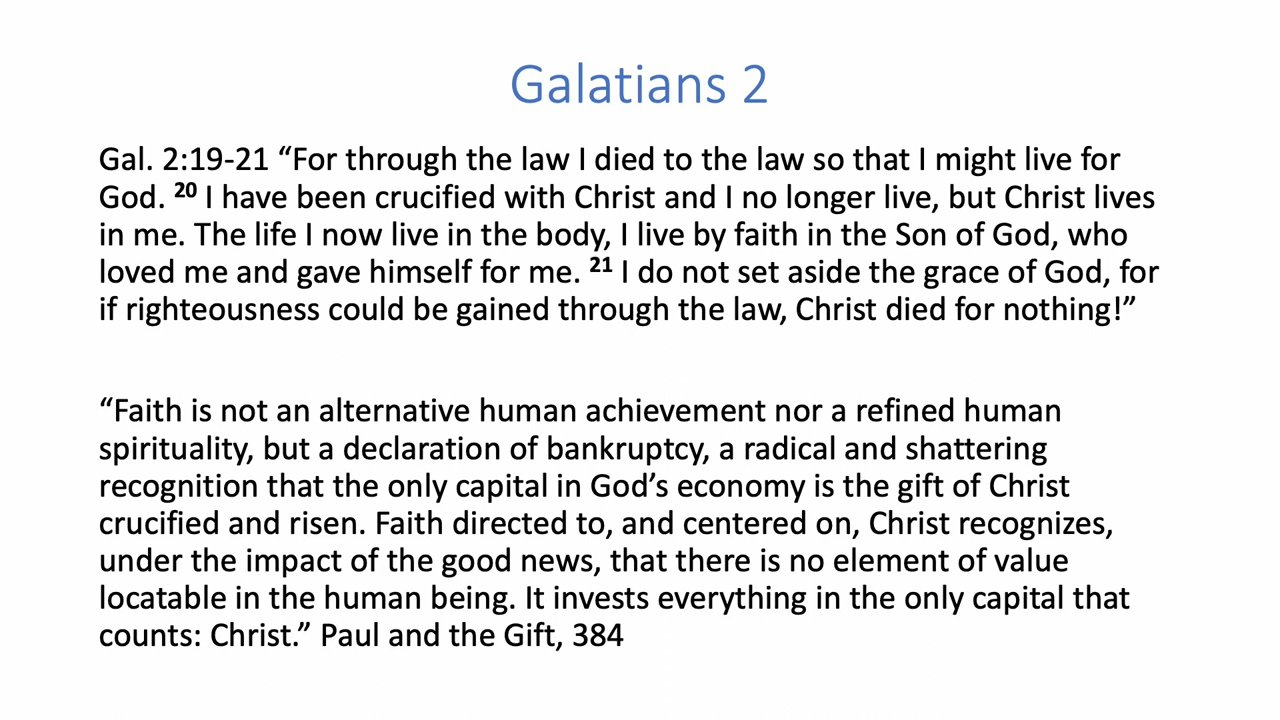 Galatians 2
Gal. 2:19-21 “For through the law I died to the law so that I might live for
God. 20 I have been crucified with Christ and I no longer live, but Christ lives
in me. The life I now live in the body, I live by faith in the Son of God, who
loved me and gave himself for me. 21 I do not set aside the grace of God, for
if righteousness could be gained through the law, Christ died for nothing!”
“Faith is not an alternative human achievement nor a refined human
spirituality, but a declaration of bankruptcy, a radical and shattering
recognition that the only capital in God’s economy is the gift of Christ
crucified and risen. Faith directed to, and centered on, Christ recognizes,
under the impact of the good news, that there is no element of value
locatable in the human being. It invests everything in the only capital that
counts: Christ.” Paul and the Gift, 384